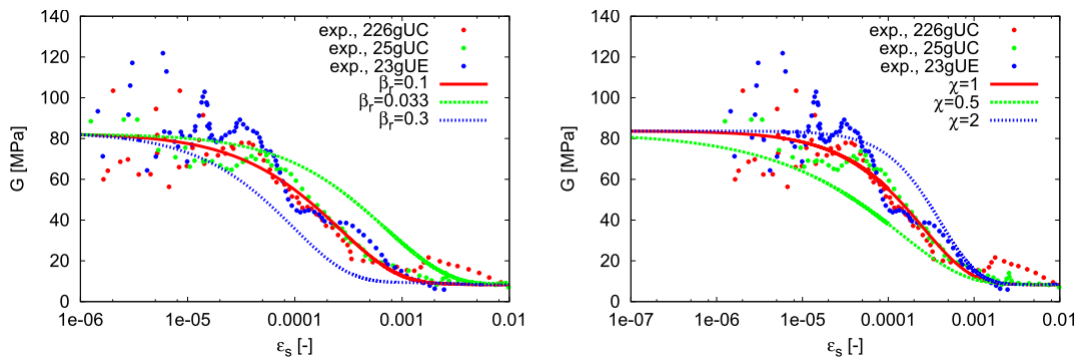 140
120
100
80
60
40
20
0
G [MPa]
1e-06
1e-05
0.0001
0.001
0.01
εs [-]
exp., 226gUC
exp., 25gUC
exp., 23gUE
βr=0.1
βr=0.033
βr=0.3
140
120
100
80
60
40
20
0
G [MPa]
1e-07
1e-06
1e-05
0.0001
0.001
0.01
εs [-]
exp., 226gUC
exp., 25gUC
exp., 23gUE
χ=1
χ=0.5
χ=2